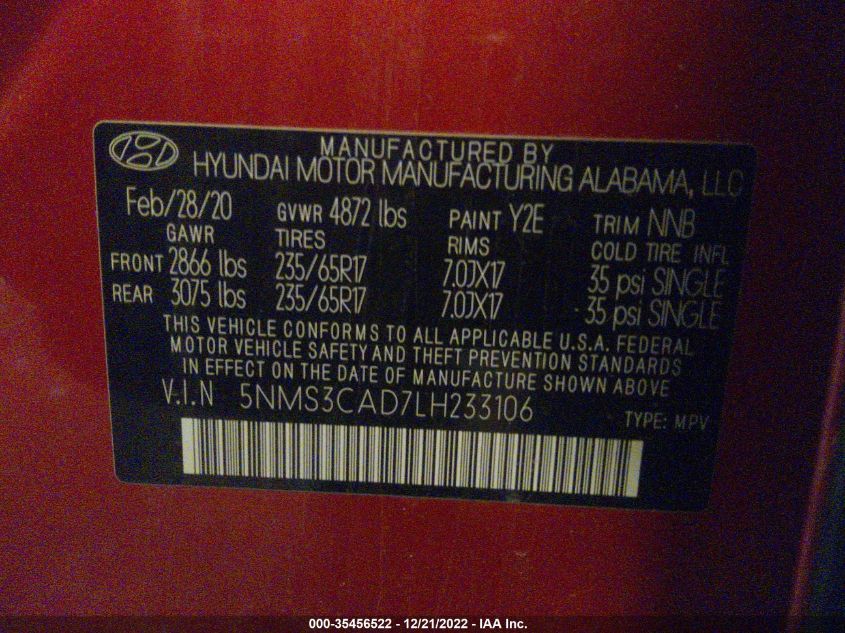 MANUFACTURED BY
HYUNDAI MOTOR MANUFACTURING ALABAMA, LLC
Feb/28/20 GVWR 4872 lbs PAINT Y2E TRIM NNB
GAWR TIRES RIMS COLD TIRE INFL
FRONT 2866 lbs 235/65R17 7.0JX17 35 psi SINGLE
REAR 3075 lbs 235/65R17 7.0JX17 35 psi SINGLE
THIS VEHICLE CONFORMS TO ALL APPLICABLE U.S.A. FEDERAL
MOTOR VEHICLE SAFETY AND THEFT PREVENTION STANDARDS
IN EFFECT ON THE DATE OF MANUFACTURE SHOWN ABOVE
V.I.N 5NMS3CAD7LH233106 TYPE: MPV
000-35456522 - 12/21/2022 - IAA Inc.